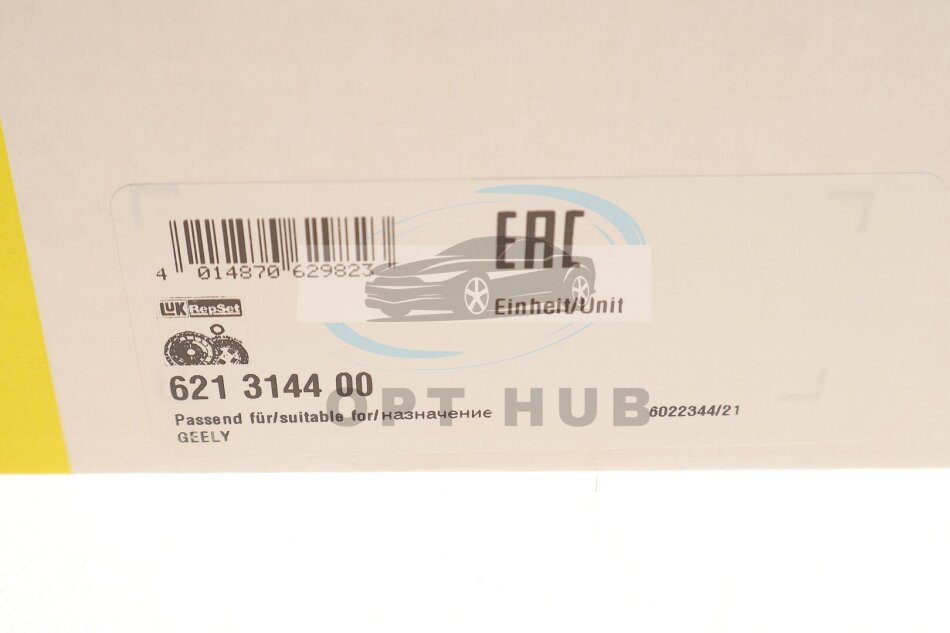 EAC
4 014870 629823
Einheit/Unit
LuK RepSet
621 3144 00
OPT HUB
Passend für/suitable for/назначение
6022344/21
GEELY